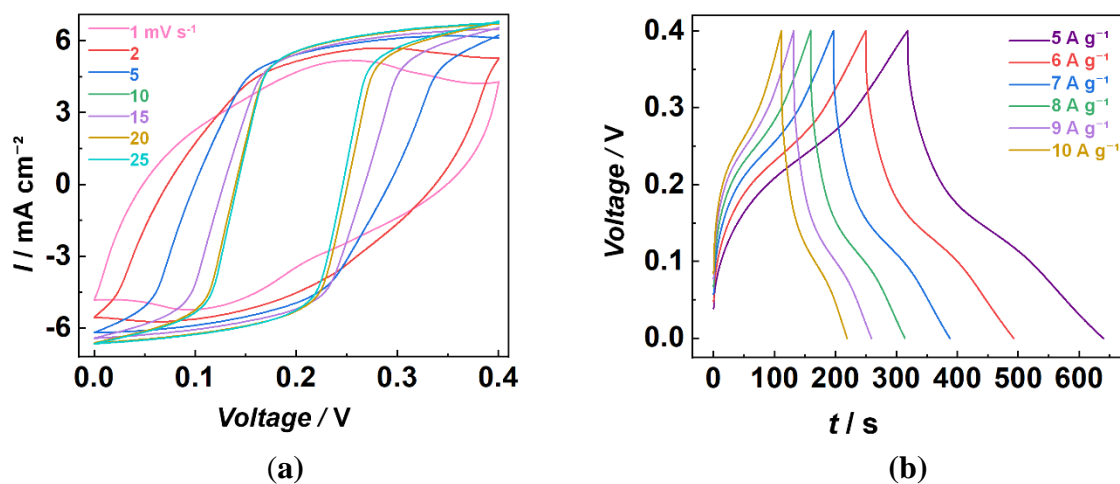 6
3
0
-3
-6
I / mA cm⁻²
1 mV s⁻¹
2
5
10
15
20
25
0.0 0.1 0.2 0.3 0.4
Voltage / V
(a)
0.4
0.3
0.2
0.1
0.0
Voltage / V
5 A g⁻¹
6 A g⁻¹
7 A g⁻¹
8 A g⁻¹
9 A g⁻¹
10 A g⁻¹
0 100 200 300 400 500 600
t / s
(b)